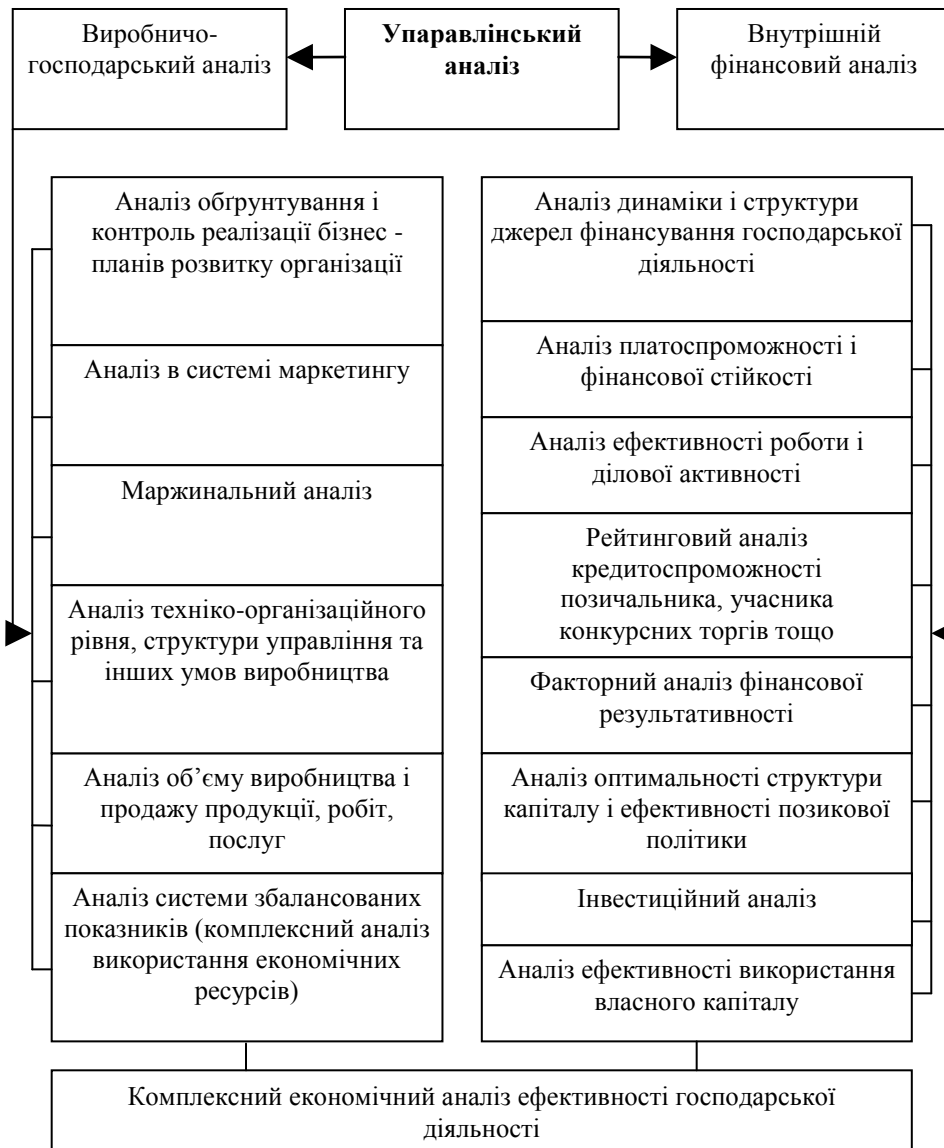 Виробничо-
господарський аналіз
Упаравлінський
аналіз
Внутрішній
фінансовий аналіз
Аналіз обґрунтування і
контроль реалізації бізнес -
планів розвитку організації
Аналіз в системі маркетингу
Маржинальний аналіз
Аналіз техніко-організаційного
рівня, структури управління та
інших умов виробництва
Аналіз об’єму виробництва і
продажу продукції, робіт,
послуг
Аналіз системи збалансованих
показників (комплексний аналіз
використання економічних
ресурсів)
Аналіз динаміки і структури
джерел фінансування господарської
діяльності
Аналіз платоспроможності і
фінансової стійкості
Аналіз ефективності роботи і
ділової активності
Рейтинговий аналіз
кредитоспроможності
позичальника, учасника
конкурсних торгів тощо
Факторний аналіз фінансової
результативності
Аналіз оптимальності структури
капіталу і ефективності позикової
політики
Інвестиційний аналіз
Аналіз ефективності використання
власного капіталу
Комплексний економічний аналіз ефективності господарської
діяльності